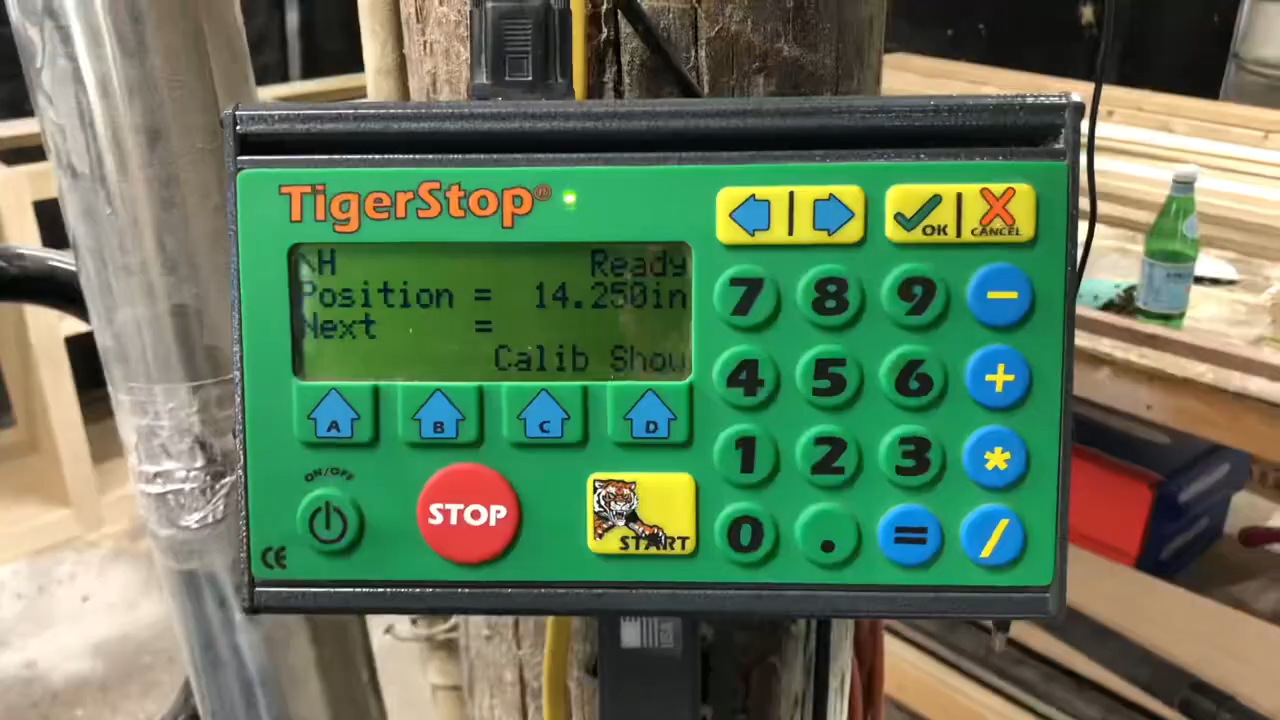 TigerStop®
OK
CANCEL
H Ready
Position = 14.250in
Next =
Calib Show
7 8 9 −
4 5 6 +
1 2 3 *
0 . = /
A B C D
ON/OFF
STOP
START
CE